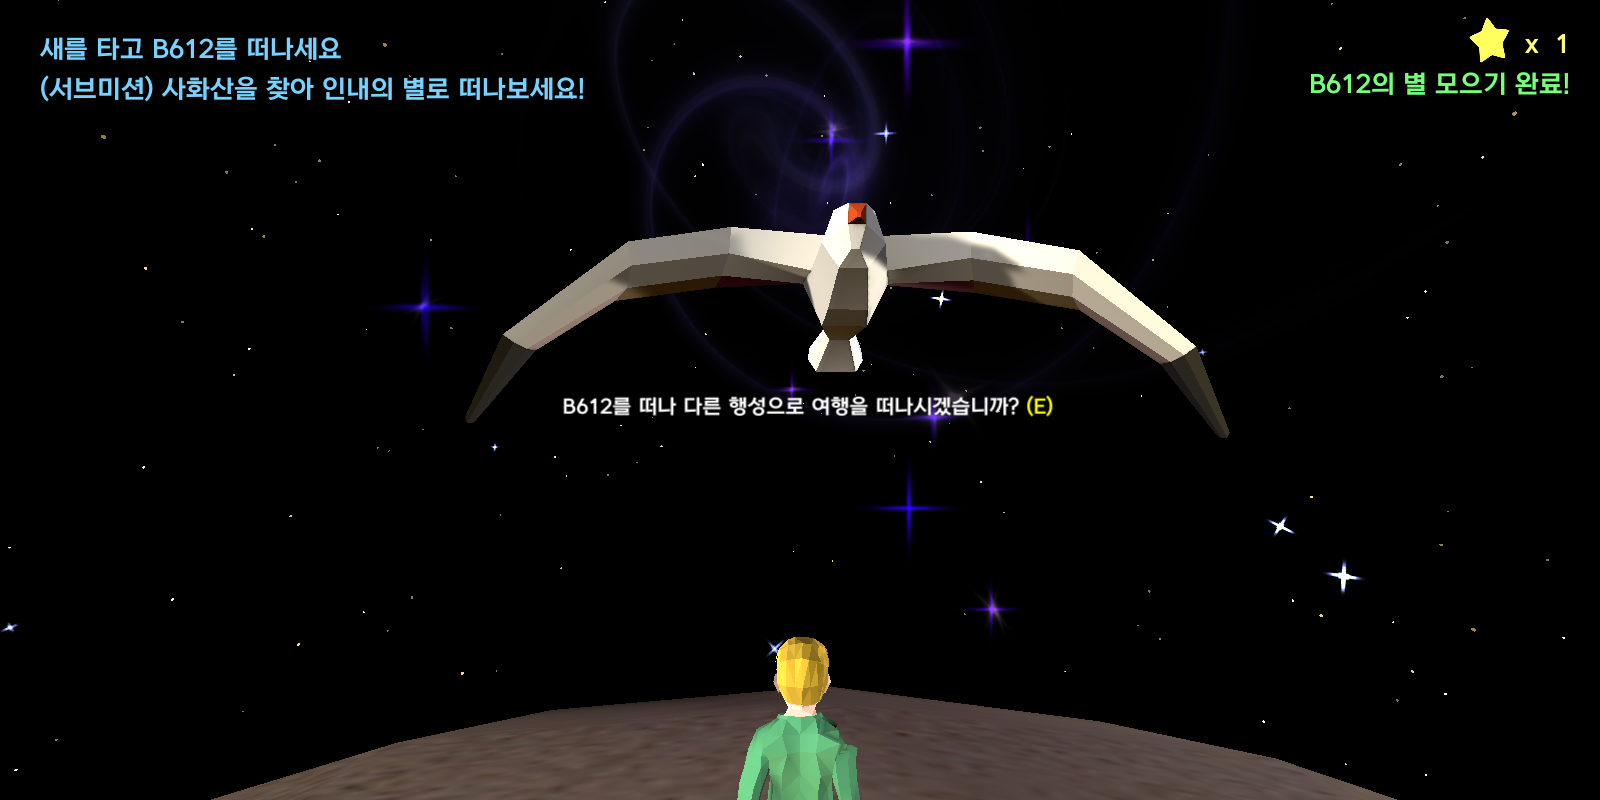 새를 타고 B612를 떠나세요
(서브미션) 사화산을 찾아 인내의 별로 떠나보세요!
x 1
B612의 별 모으기 완료!
B612를 떠나 다른 행성으로 여행을 떠나시겠습니까? (E)